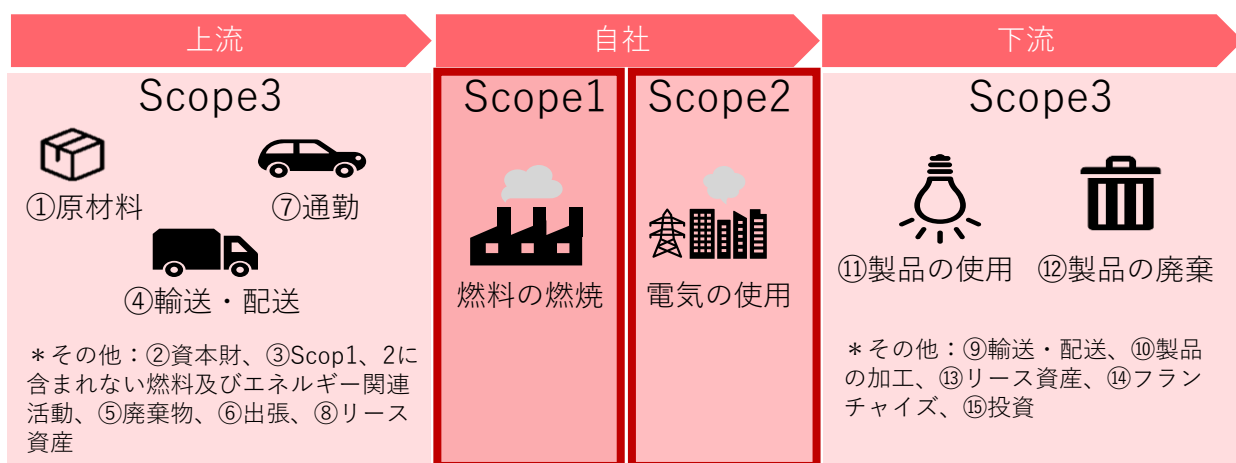 上流
自社
下流
Scope3
①原材料
⑦通勤
④輸送・配送
＊その他：②資本財、③Scop1、2に
含まれない燃料及びエネルギー関連
活動、⑤廃棄物、⑥出張、⑧リース
資産
Scope1
燃料の燃焼
Scope2
電気の使用
Scope3
⑪製品の使用
⑫製品の廃棄
＊その他：⑨輸送・配送、⑩製品
の加工、⑬リース資産、⑭フラン
チャイズ、⑮投資